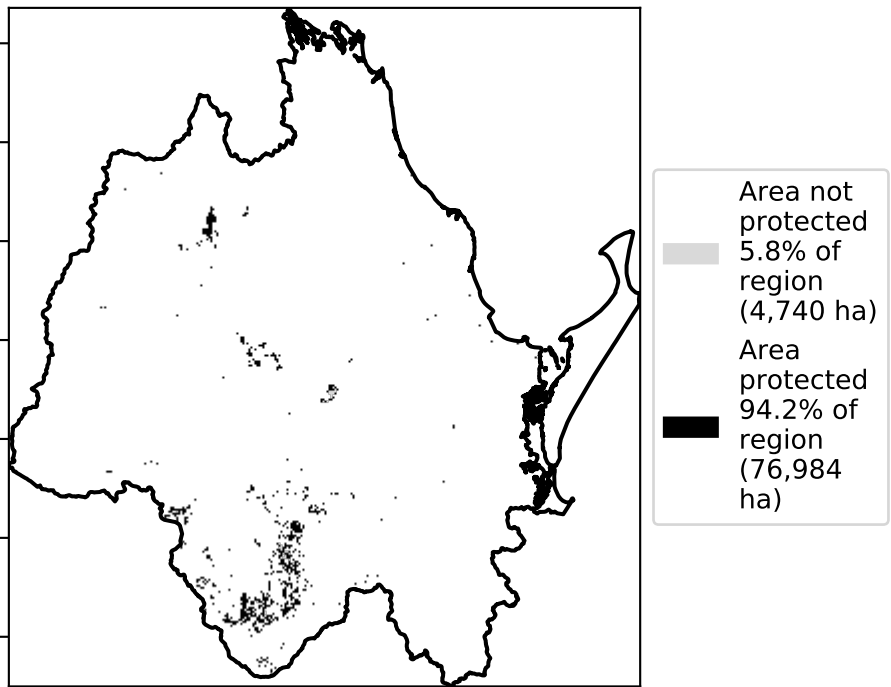 Area not
protected
5.8% of
region
(4,740 ha)
Area
protected
94.2% of
region
(76,984
ha)